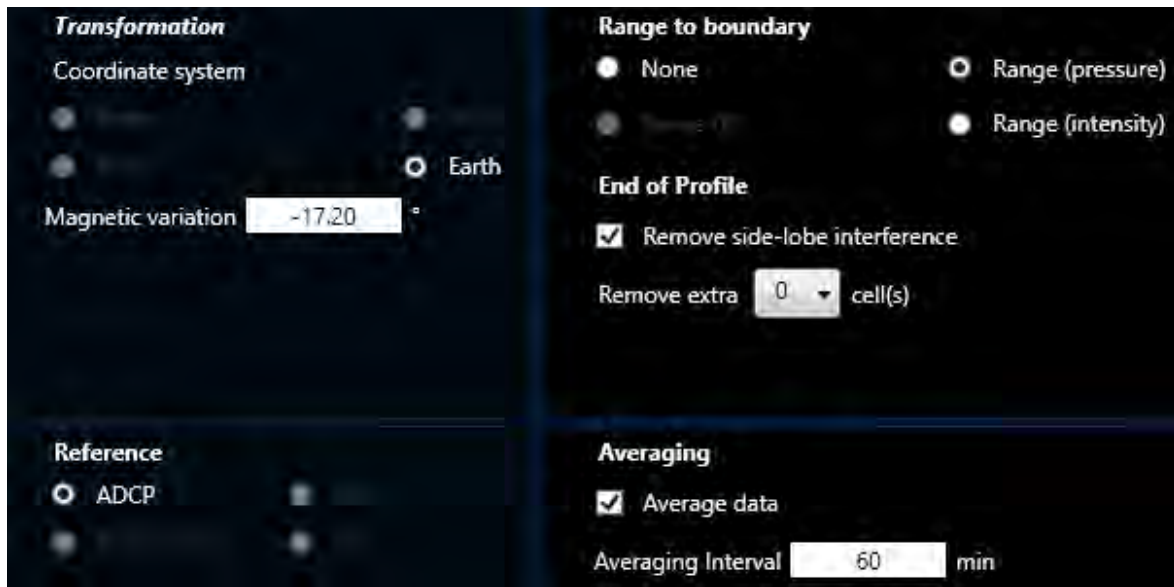 Transformation
Coordinate system
Earth
Magnetic variation -17.20 °
Range to boundary
None
Range (pressure)
Range (intensity)
End of Profile
Remove side-lobe interference
Remove extra 0 cell(s)
Reference
ADCP
Averaging
Average data
Averaging Interval 60 min